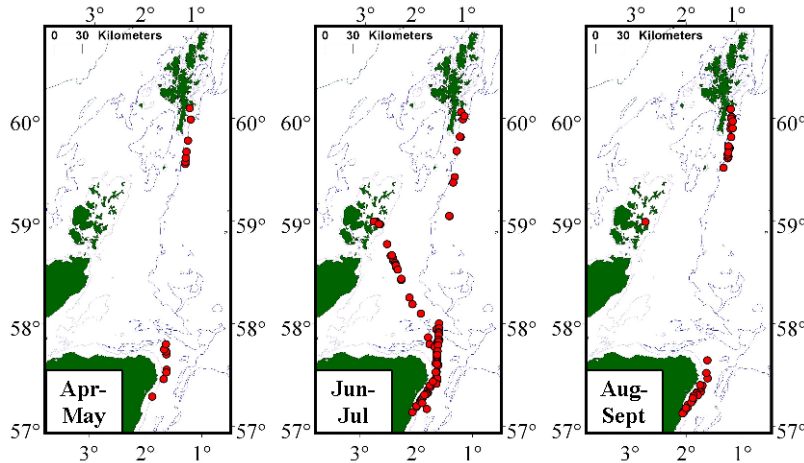 3° 2° 1° 3° 2° 1° 3° 2° 1°
0 30 Kilometers 0 30 Kilometers 0 30 Kilometers
60° 60° 60° 60°
59° 59° 59° 59°
58° 58° 58° 58°
Apr-
May
Jun-
Jul
Aug-
Sept
57° 57° 57° 57°
3° 2° 1° 3° 2° 1° 3° 2° 1°